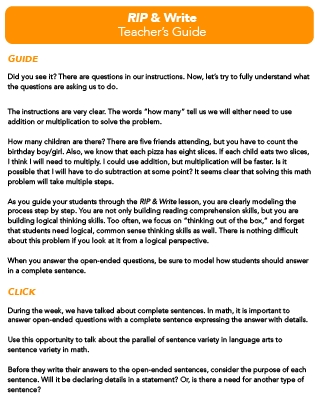 RIP & Write
Teacher's Guide
GUIDE
Did you see it? There are questions in our instructions. Now, let's try to fully understand what
the questions are asking us to do.
The instructions are very clear. The words "how many" tell us we will either need to use
addition or multiplication to solve the problem.
How many children are there? There are five friends attending, but you have to count the
birthday boy/girl. Also, we know that each pizza has eight slices. If each child eats two slices,
I think I will need to multiply. I could use addition, but multiplication will be faster. Is it
possible that I will have to do subtraction at some point? It seems clear that solving this math
problem will take multiple steps.
As you guide your students through the RIP & Write lesson, you are clearly modeling the
process step by step. You are not only building reading comprehension skills, but you are
building logical thinking skills. Too often, we focus on "thinking out of the box," and forget
that students need logical, common sense thinking skills as well. There is nothing difficult
about this problem if you look at it from a logical perspective.
When you answer the open-ended questions, be sure to model how students should answer
in a complete sentence.
CLICK
During the week, we have talked about complete sentences. In math, it is important to
answer open-ended questions with a complete sentence expressing the answer with details.
Use this opportunity to talk about the parallel of sentence variety in language arts to
sentence variety in math.
Before they write their answers to the open-ended sentences, consider the purpose of each
sentence. Will it be declaring details in a statement? Or, is there a need for another type of
sentence?